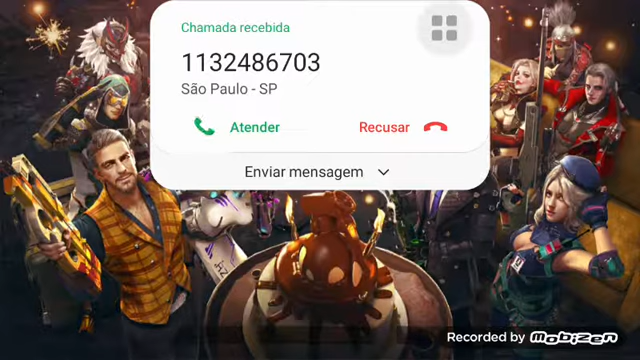 Chamada recebida
1132486703
São Paulo - SP
Atender
Recusar
Enviar mensagem
Recorded by mobizen